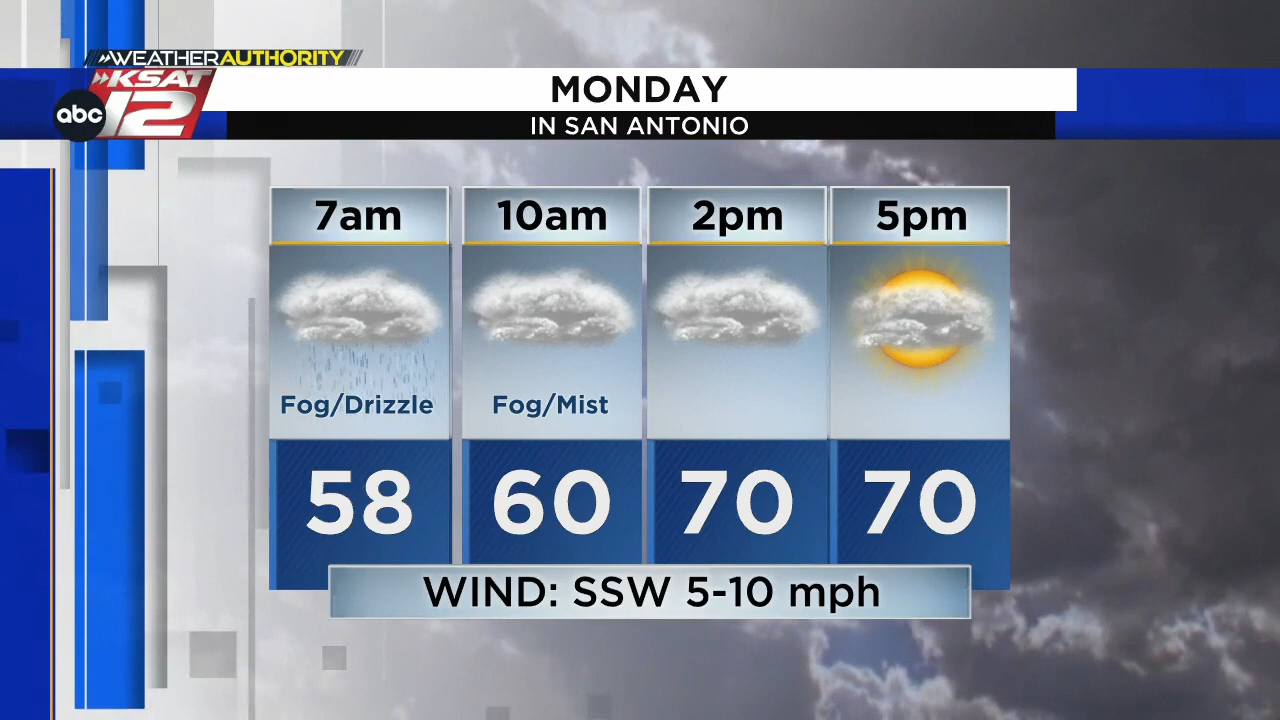 WEATHERAUTHORITY
KSAT
abc 12
MONDAY
IN SAN ANTONIO
7am 10am 2pm 5pm
Fog/Drizzle Fog/Mist
58 60 70 70
WIND: SSW 5-10 mph